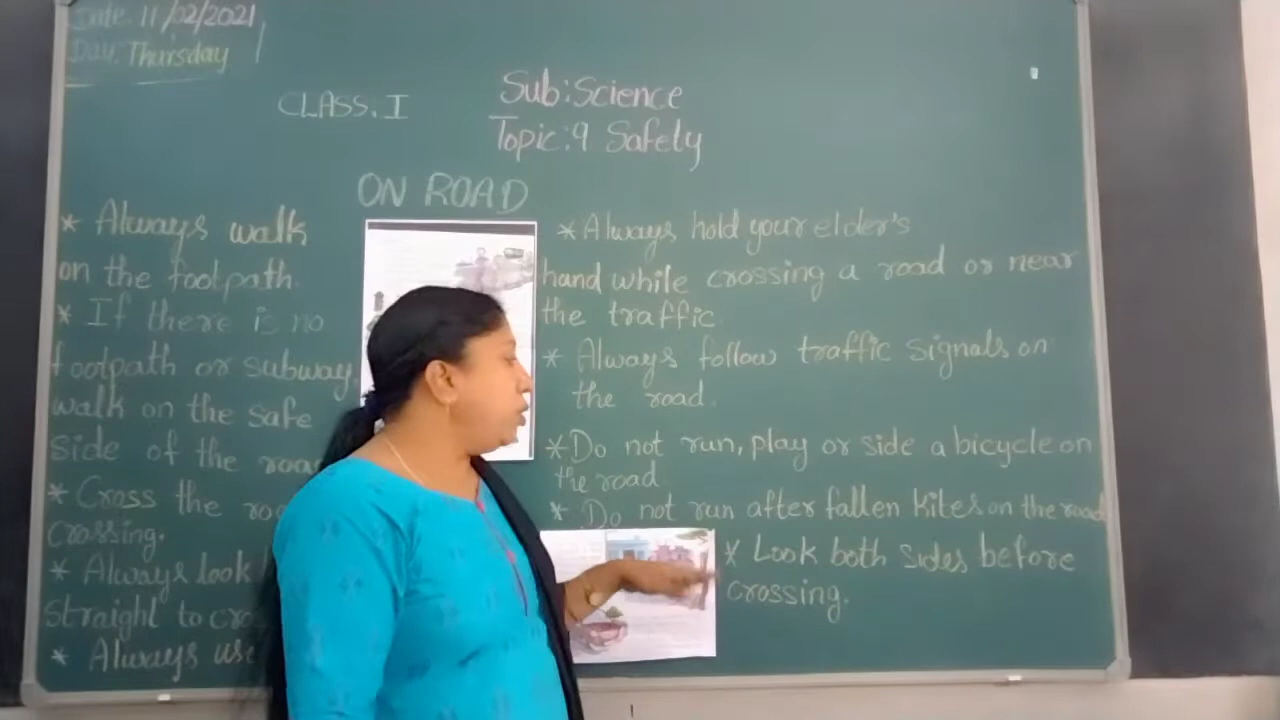 Date: 11/02/2021
Day: Thursday
CLASS.I
Sub:Science
Topic:9 Safety
ON ROAD
* Always walk
on the footpath.
* If there is no
footpath or subway,
walk on the safe
side of the
* Cross the
crossing.
* Always look
straight to
* Always use
* Always hold your elder's
hand while crossing a road or near
the traffic
* Always follow traffic signals on
the road.
* Do not run, play or side a bicycle on
the road
* Do not run after fallen kites on the road
* Look both sides before
crossing.